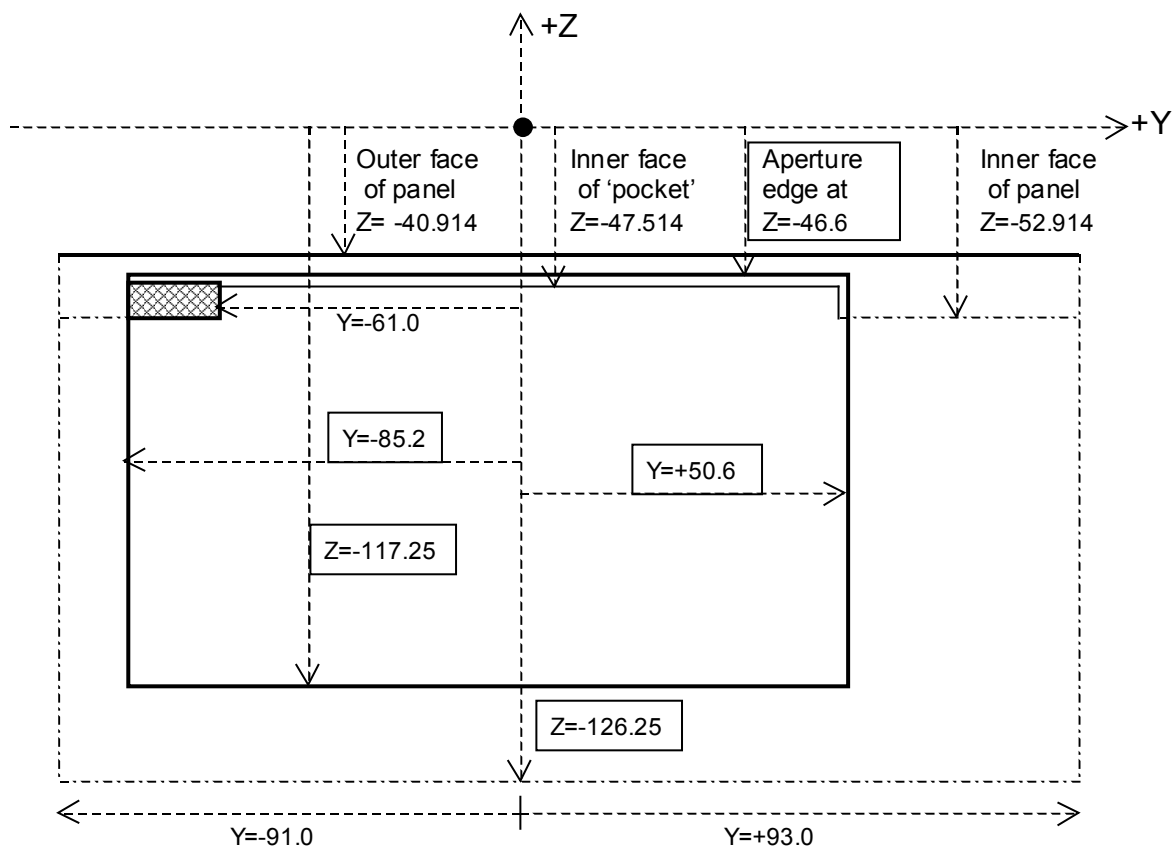 +Z
+Y
Outer face
of panel
Z= -40.914
Inner face
of 'pocket'
Z=-47.514
Aperture
edge at
Z=-46.6
Inner face
of panel
Z=-52.914
Y=-61.0
Y=-85.2
Y=+50.6
Z=-117.25
Z=-126.25
Y=-91.0
Y=+93.0